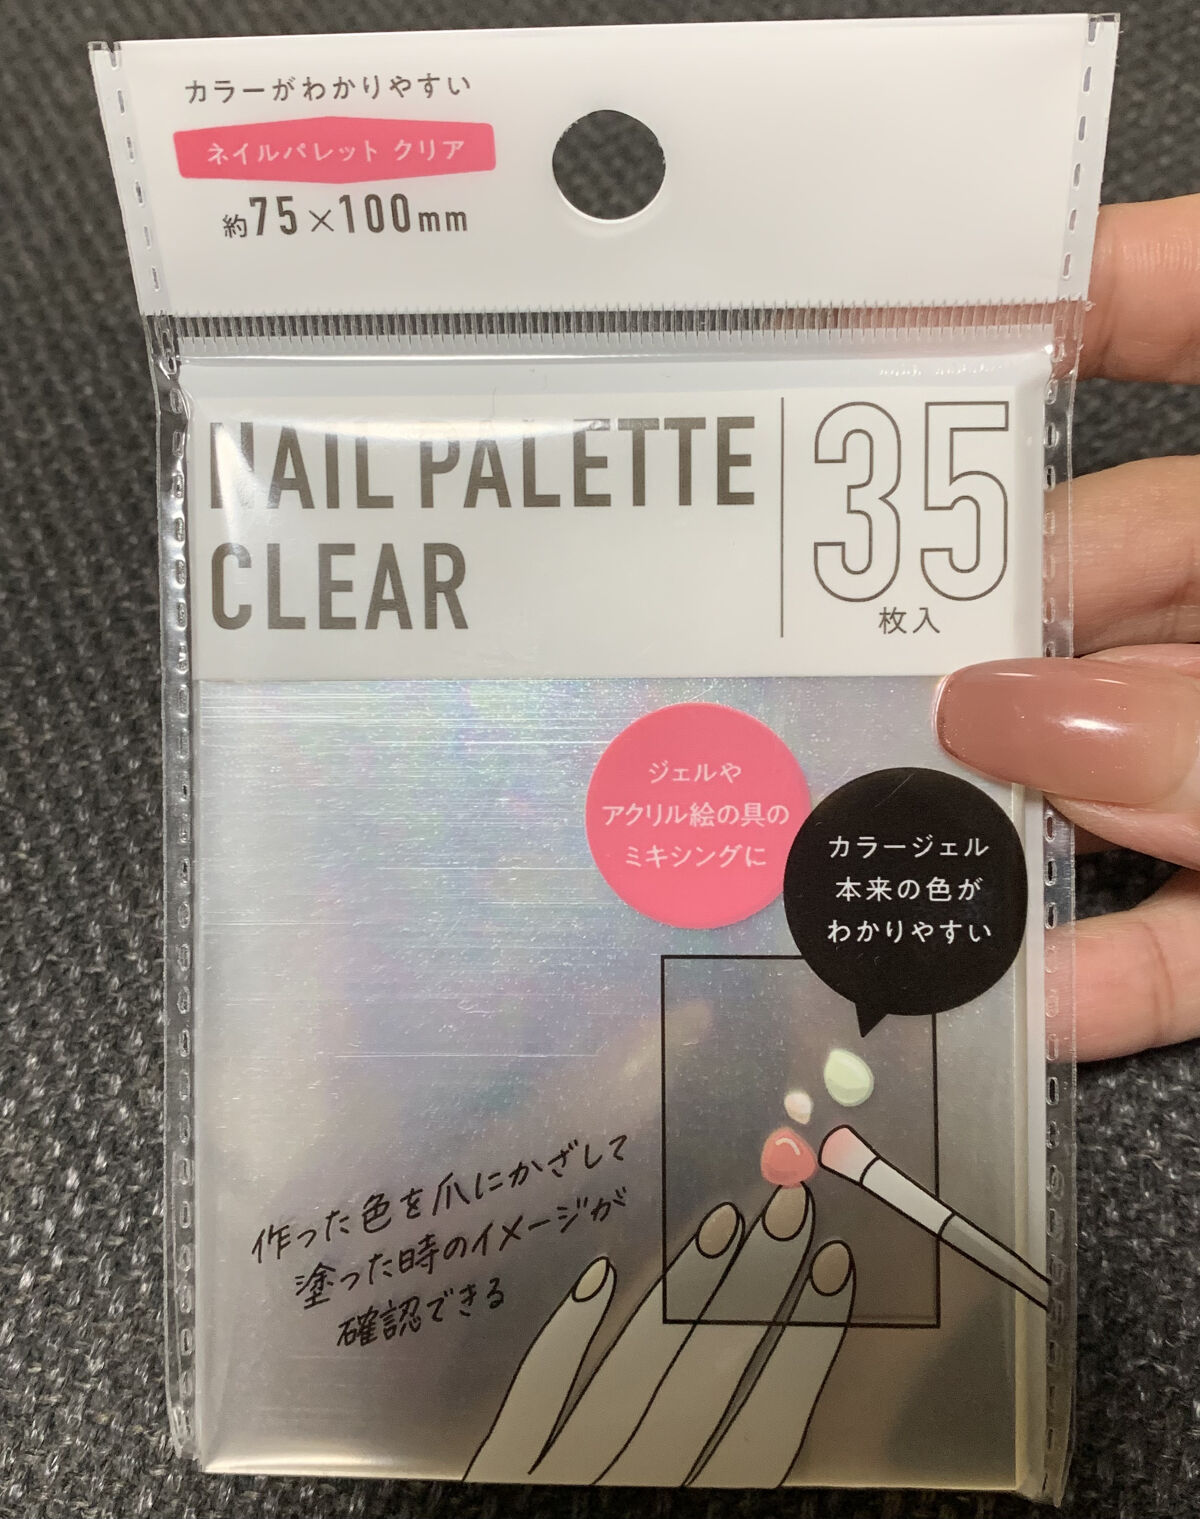 カラーがわかりやすい
ネイルパレット クリア
約75×100mm
NAIL PALETTE
CLEAR
35
枚入
ジェルや
アクリル絵の具の
ミキシングに
カラージェル
本来の色が
わかりやすい
作った色を爪にかざして
塗った時のイメージが
確認できる